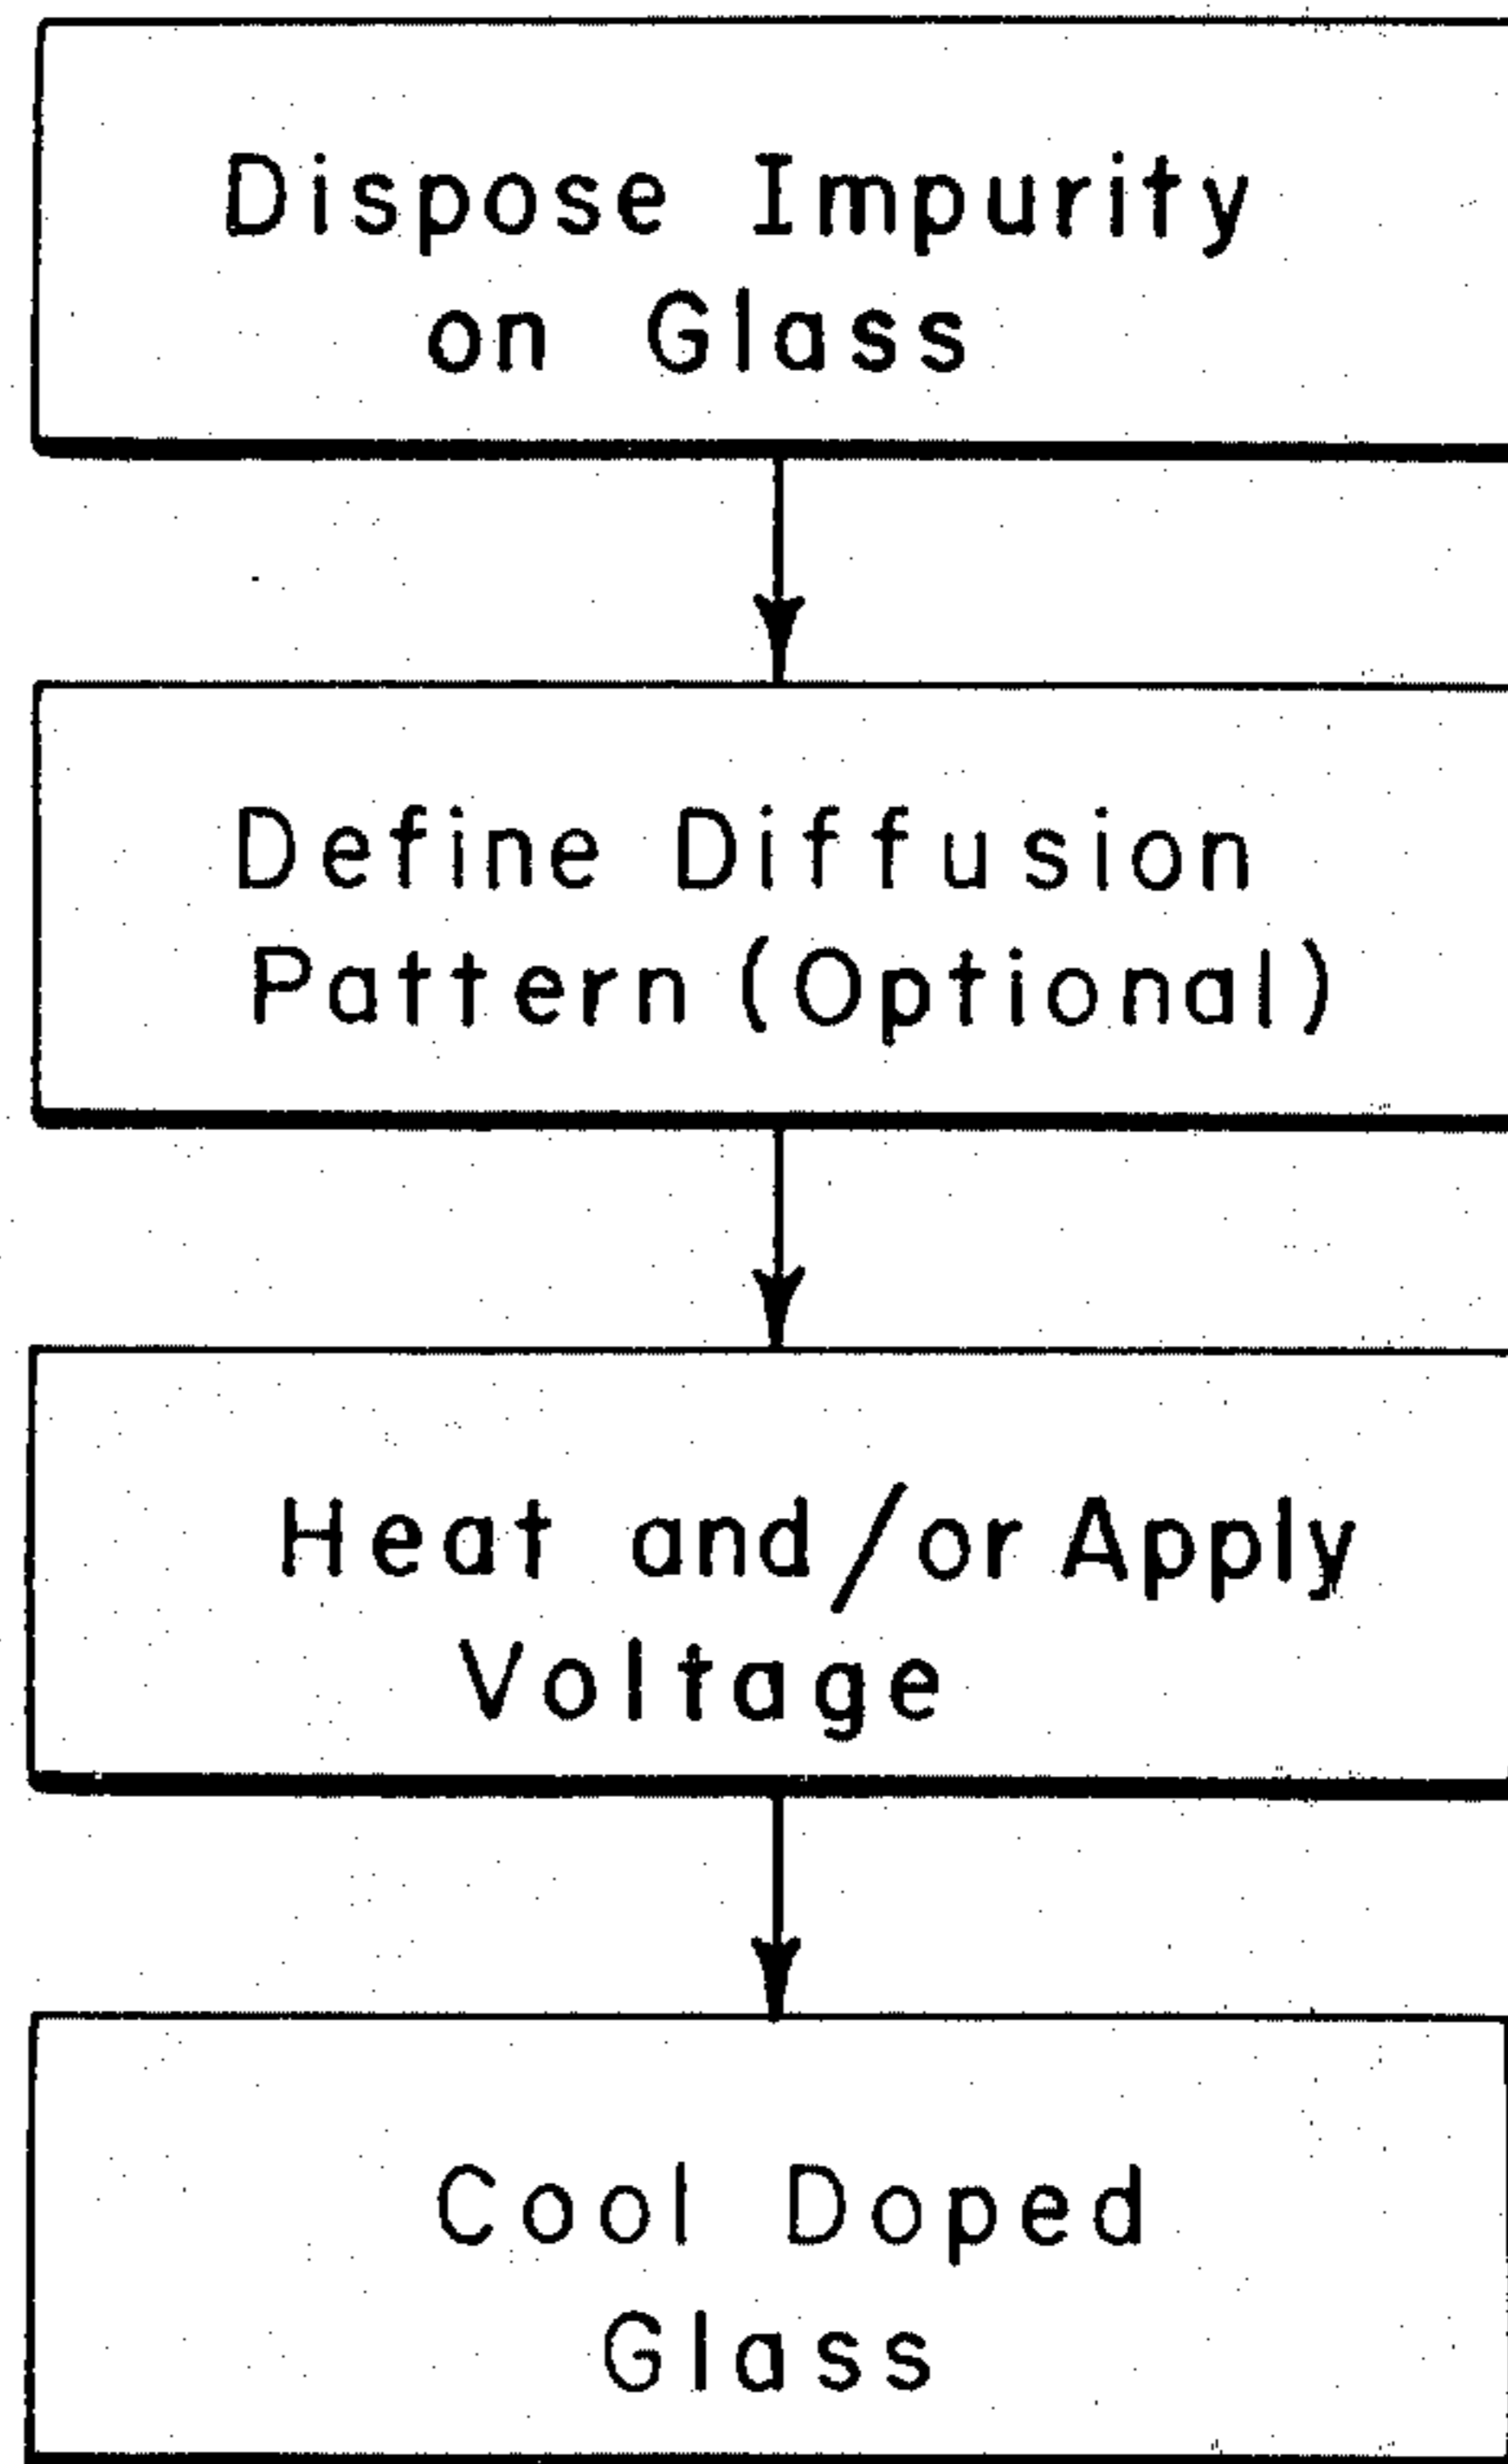 Dispose Impurity
on Glass
Define Diffusion
Pattern (Optional)
Heat and/or Apply
Voltage
Cool Doped
Glass